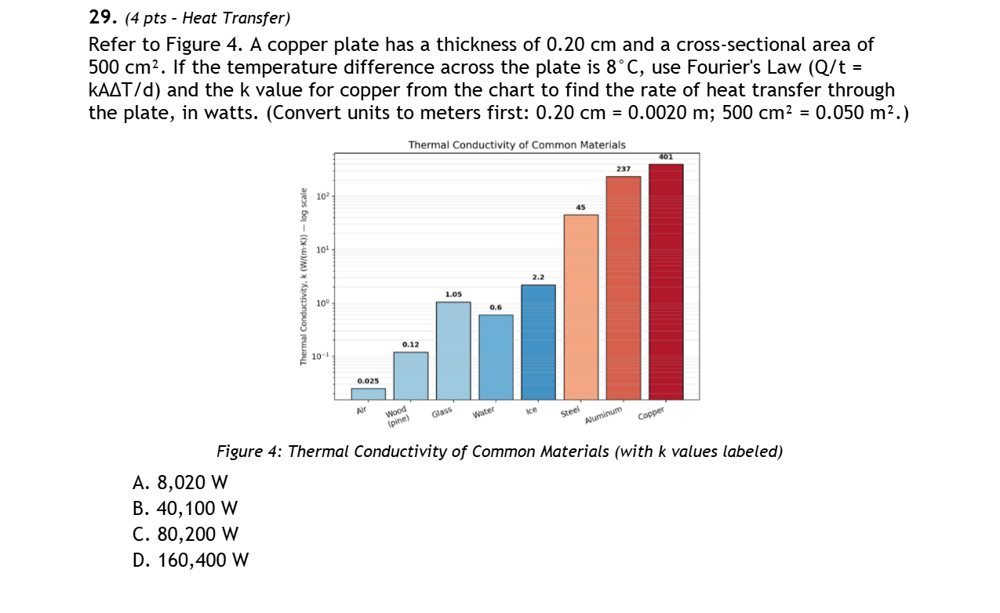 29. (4 pts - Heat Transfer)
Refer to Figure 4. A copper plate has a thickness of 0.20 cm and a cross-sectional area of
500 cm². If the temperature difference across the plate is 8°C, use Fourier's Law (Q/t =
kAΔT/d) and the k value for copper from the chart to find the rate of heat transfer through
the plate, in watts. (Convert units to meters first: 0.20 cm = 0.0020 m; 500 cm² = 0.050 m².)
Thermal Conductivity of Common Materials
Thermal Conductivity, k (W/(m·K)) — log scale
10²
10¹
10⁰
10⁻¹
0.025
0.12
1.05
0.6
2.2
45
237
401
Air
Wood
(pine)
Glass
Water
Ice
Steel
Aluminum
Copper
Figure 4: Thermal Conductivity of Common Materials (with k values labeled)
A. 8,020 W
B. 40,100 W
C. 80,200 W
D. 160,400 W